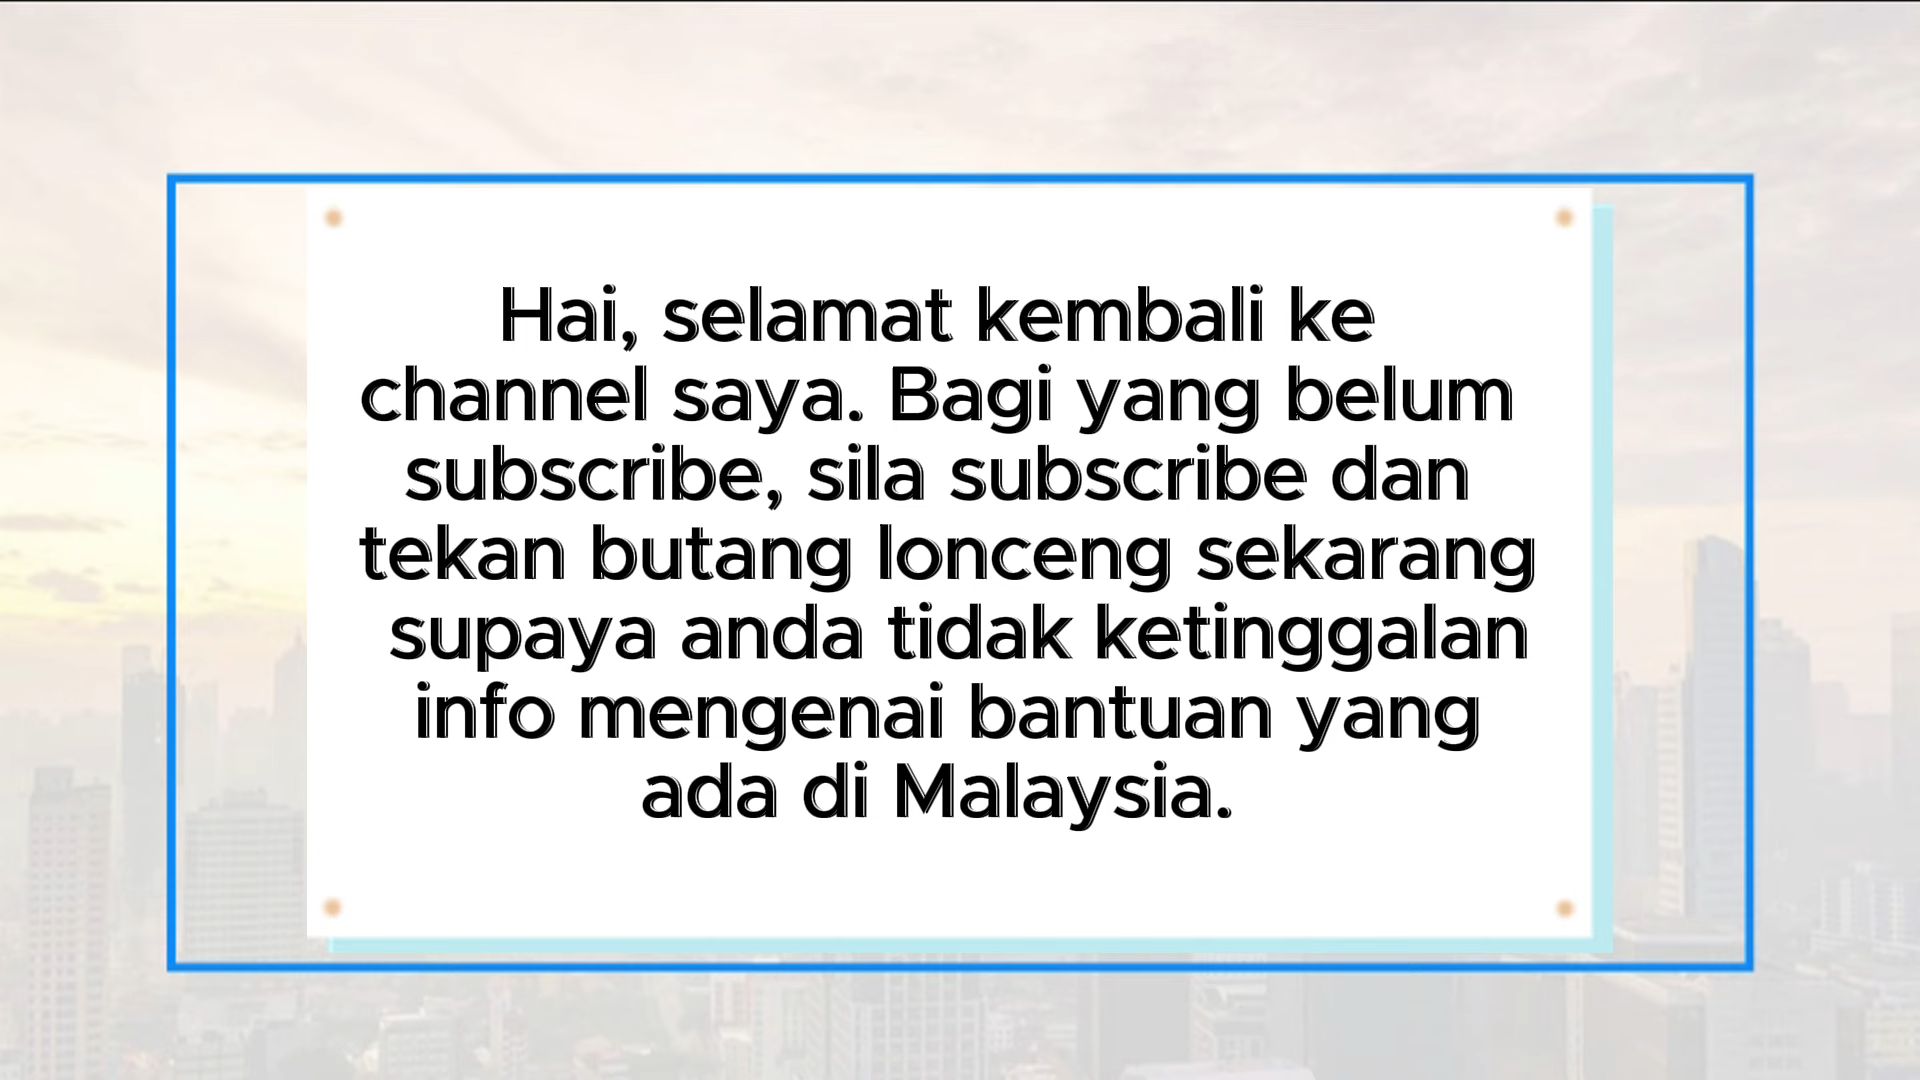 Hai, selamat kembali ke
channel saya. Bagi yang belum
subscribe, sila subscribe dan
tekan butang lonceng sekarang
supaya anda tidak ketinggalan
info mengenai bantuan yang
ada di Malaysia.